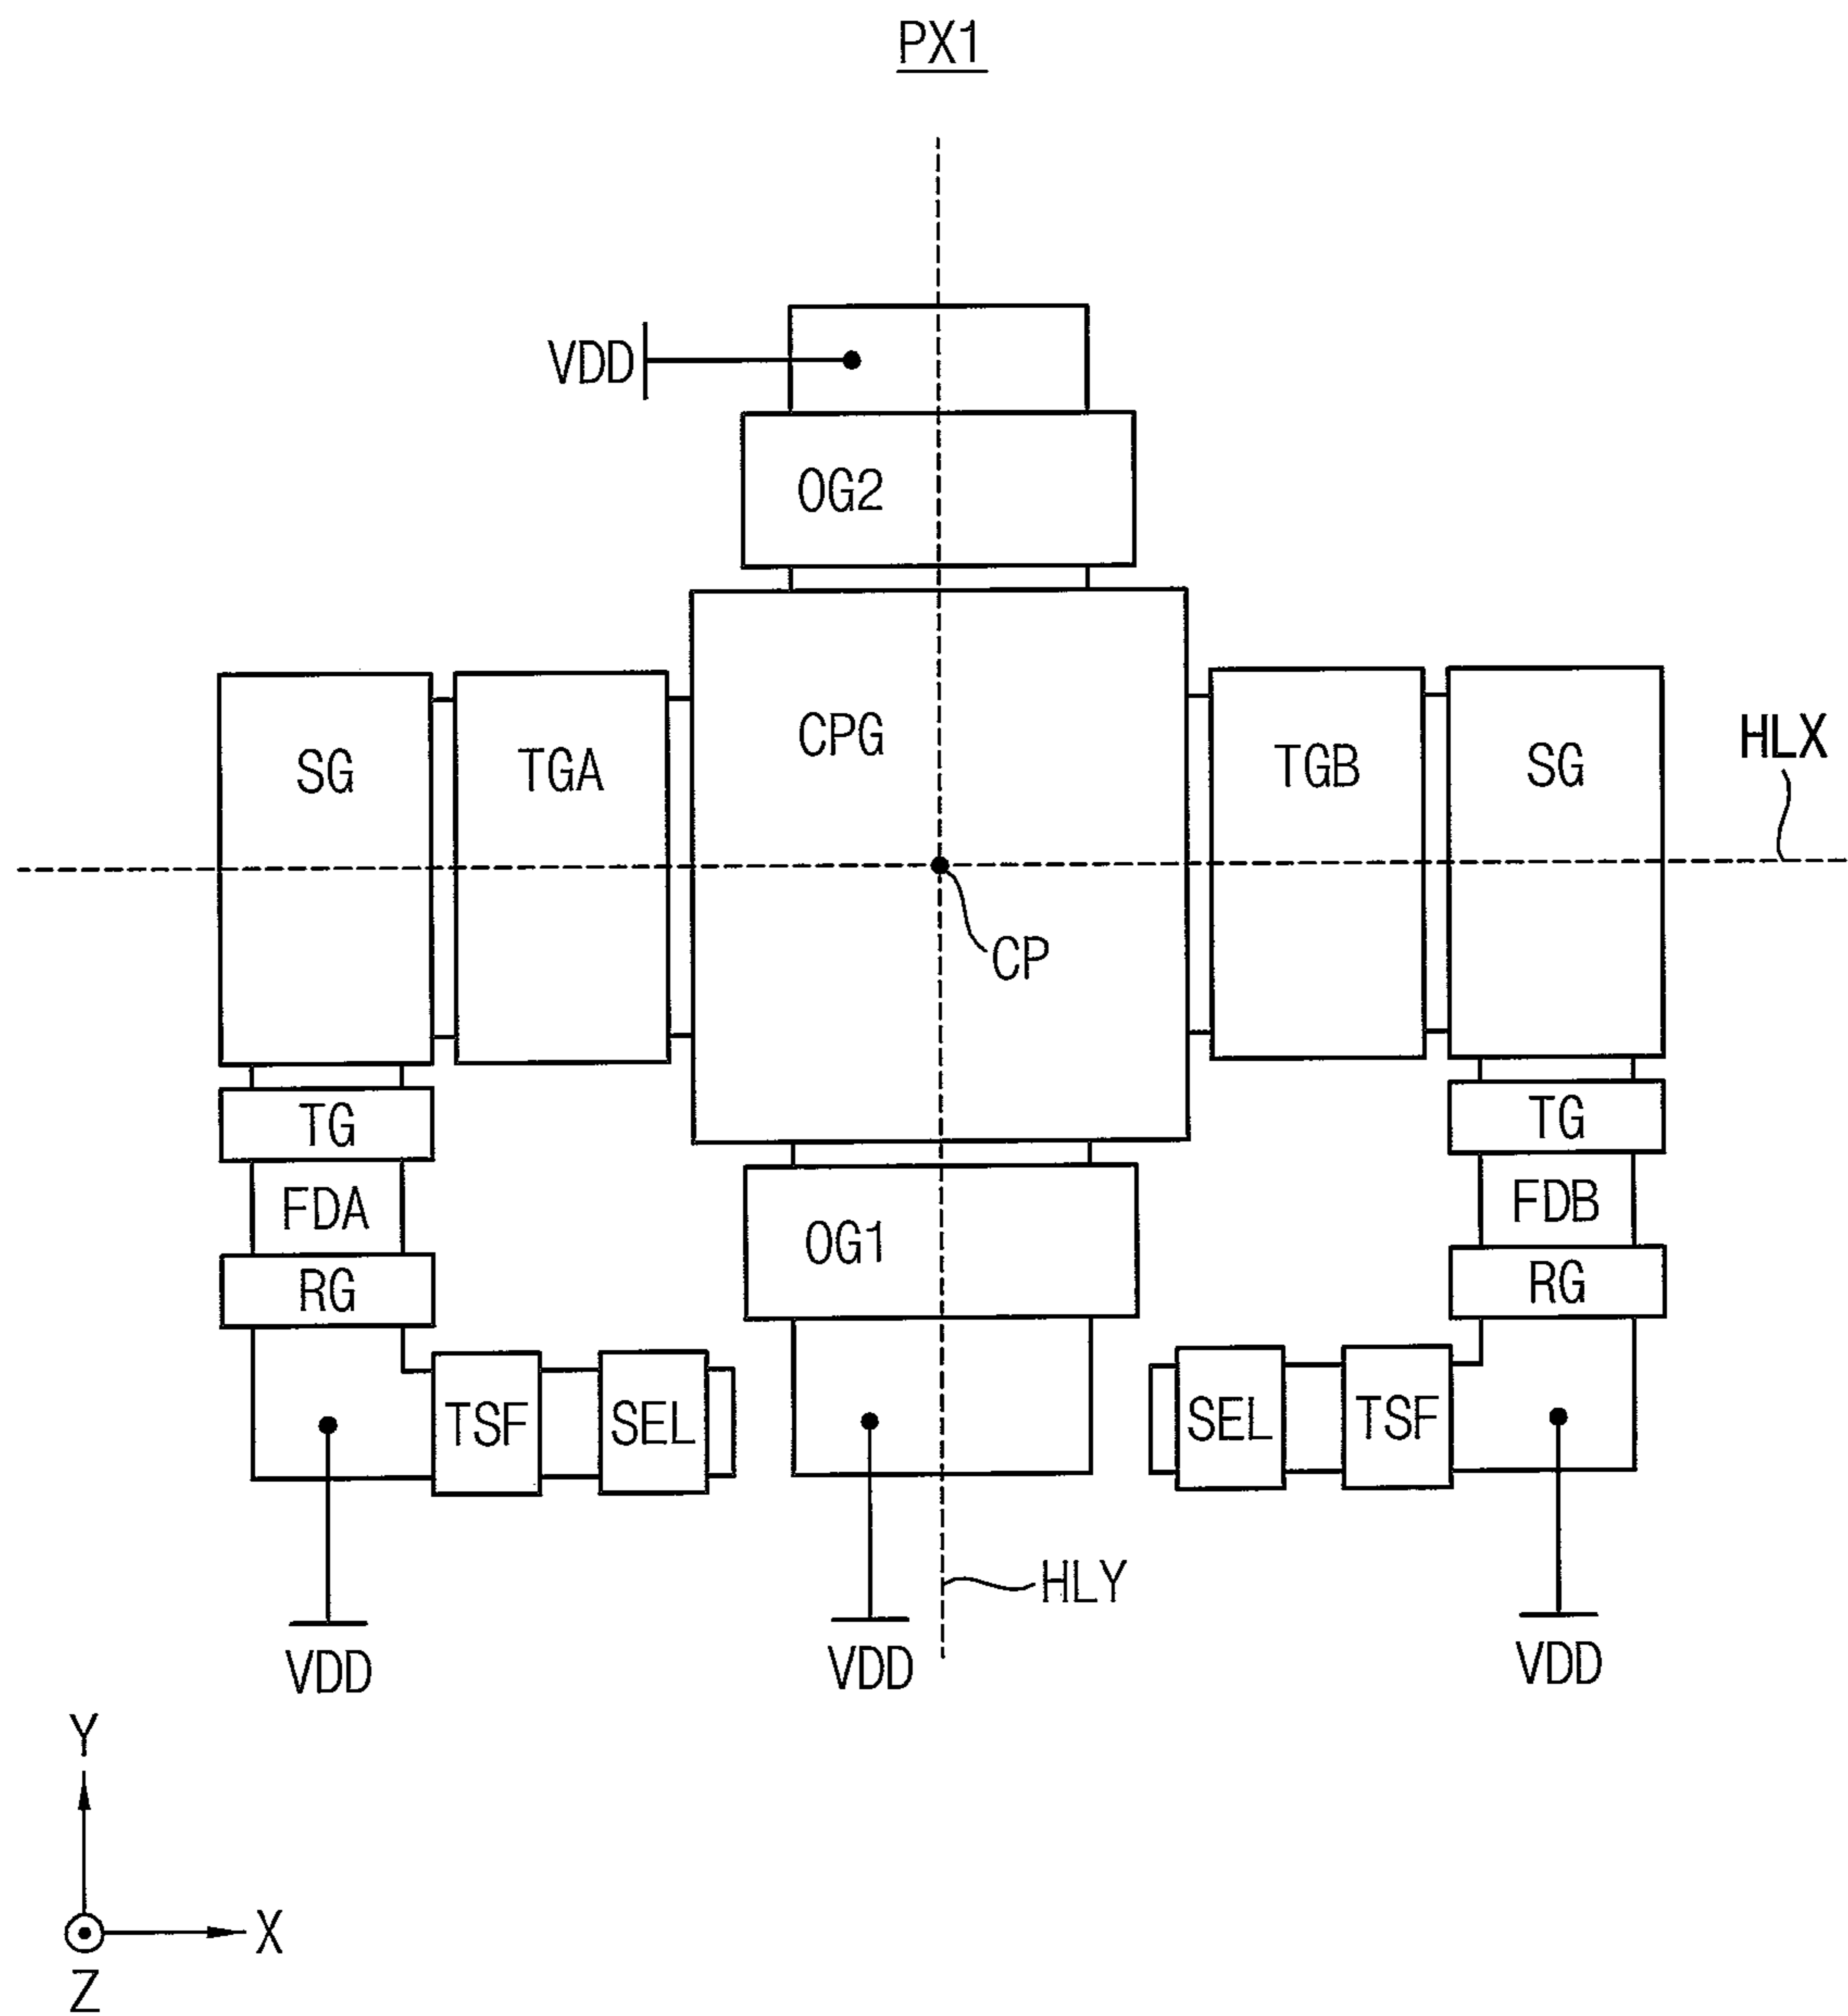 PX1
VDD
OG2
SG
TGA
CPG
TGB
SG
HLX
CP
TG
TG
FDA
FDB
OG1
RG
RG
TSF
SEL
SEL
TSF
HLY
VDD
VDD
VDD
Y
X
Z